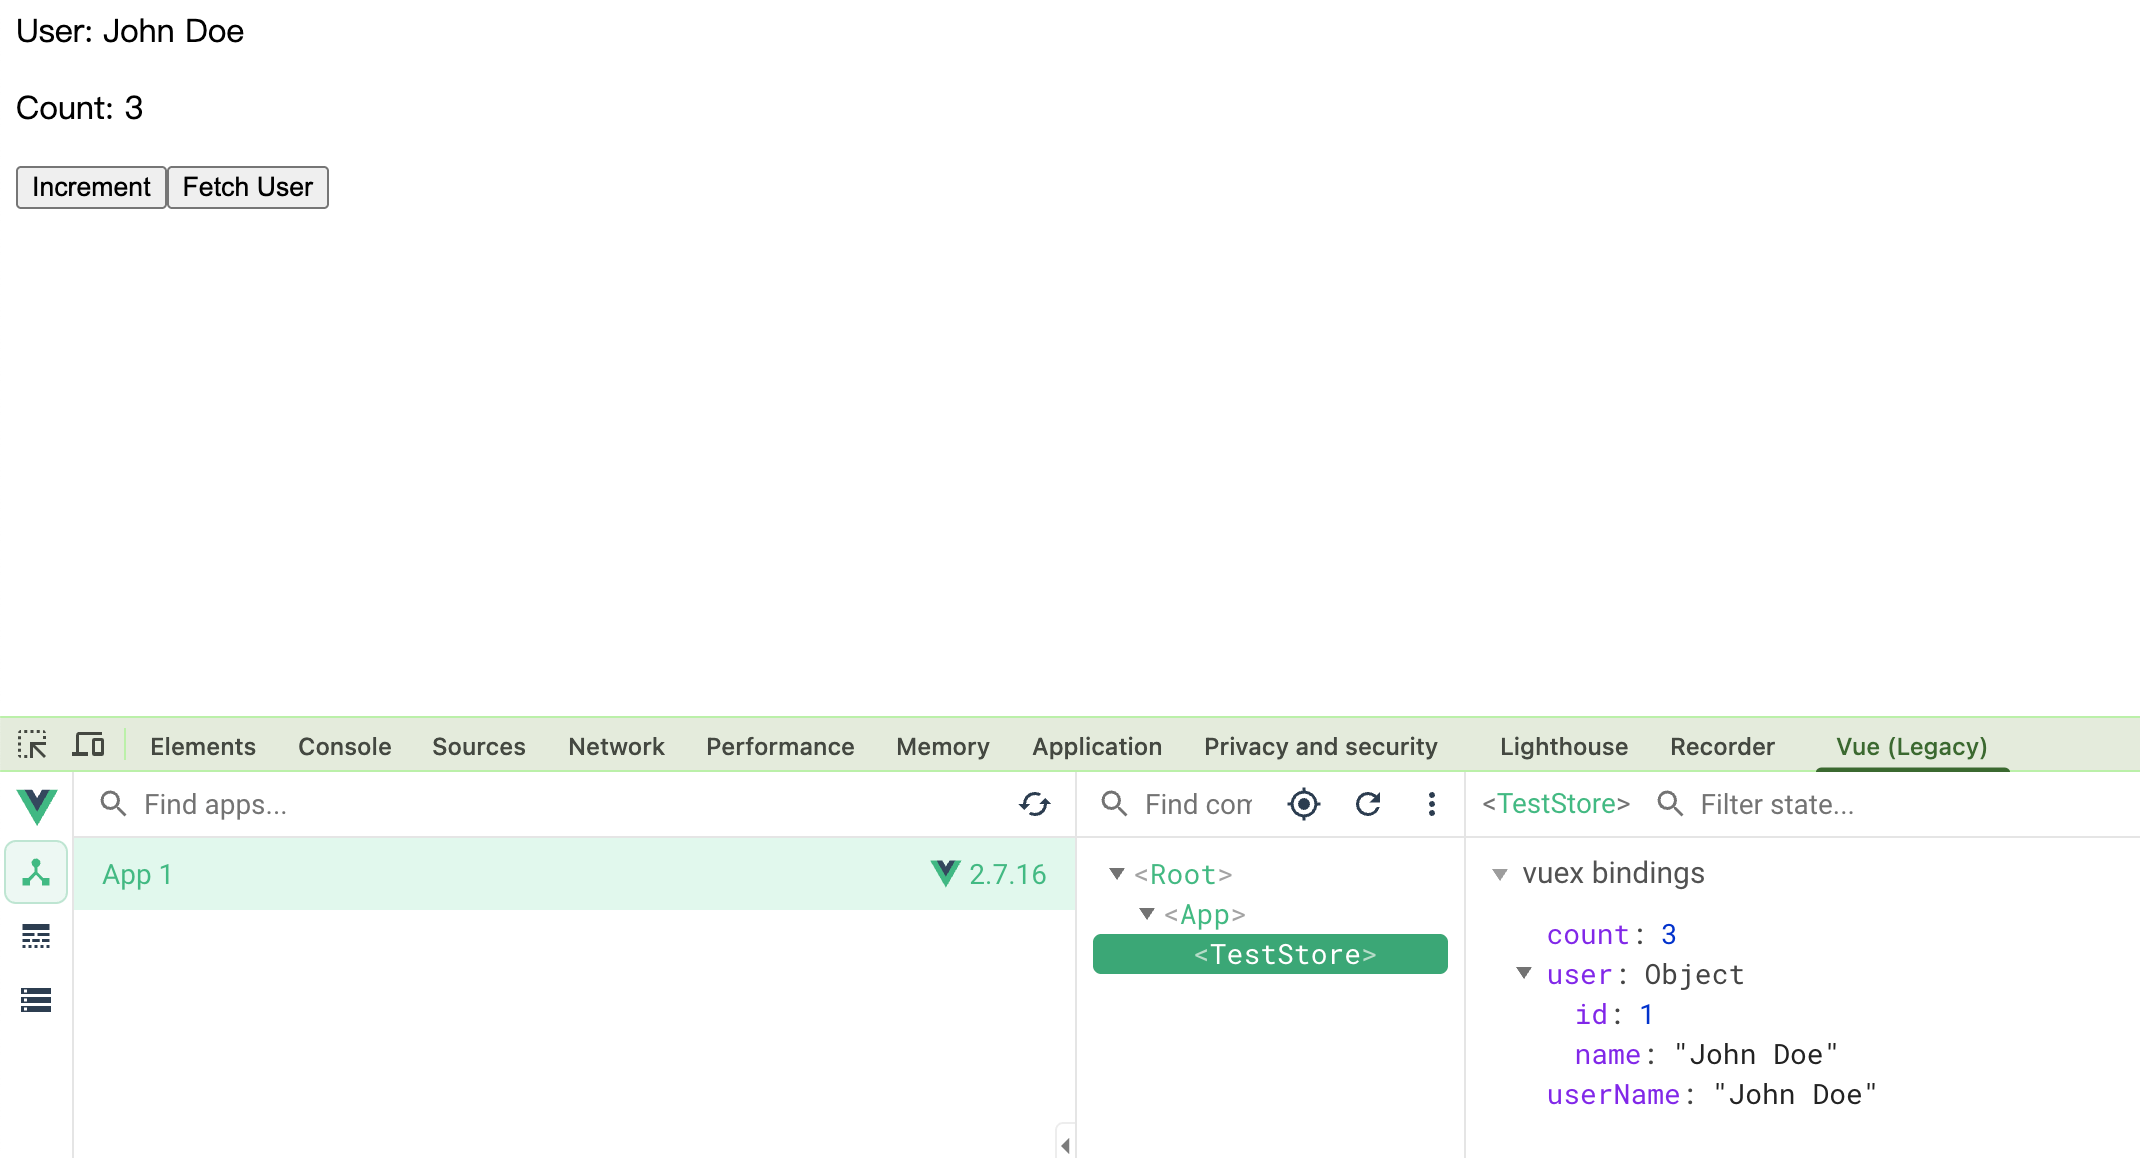 User: John Doe
Count: 3
Increment Fetch User
Elements Console Sources Network Performance Memory Application Privacy and security Lighthouse Recorder Vue (Legacy)
Find apps...
App 1 2.7.16
Find com
<Root>
<App>
<TestStore>
<TestStore> Filter state...
vuex bindings
count: 3
user: Object
id: 1
name: "John Doe"
userName: "John Doe"